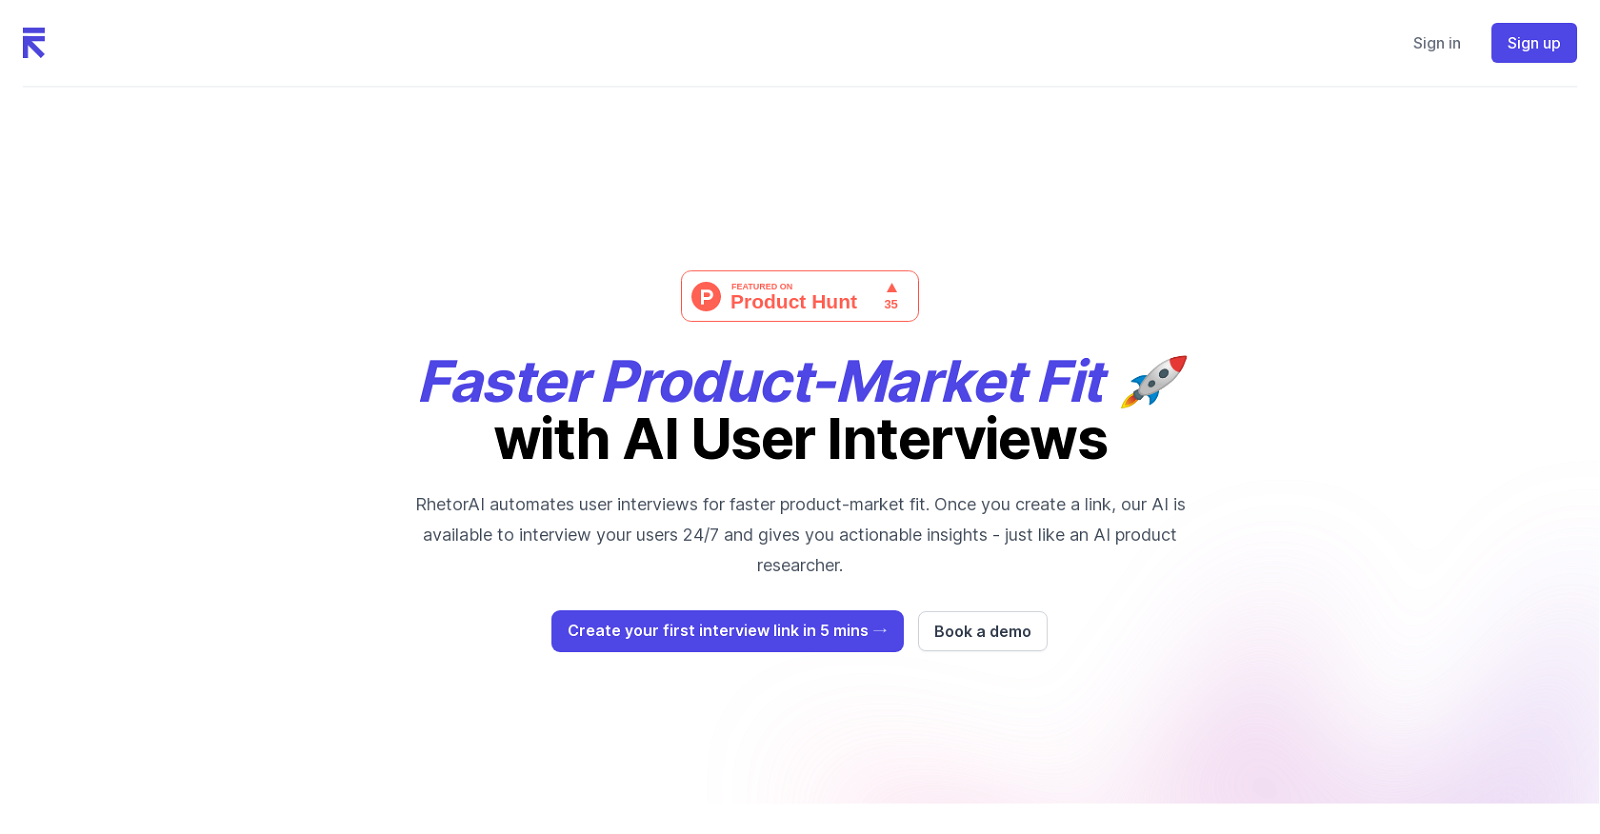 Sign in
Sign up
FEATURED ON
Product Hunt
35
Faster Product-Market Fit 🚀
with AI User Interviews
RhetorAI automates user interviews for faster product-market fit. Once you create a link, our AI is
available to interview your users 24/7 and gives you actionable insights - just like an AI product
researcher.
Create your first interview link in 5 mins →
Book a demo